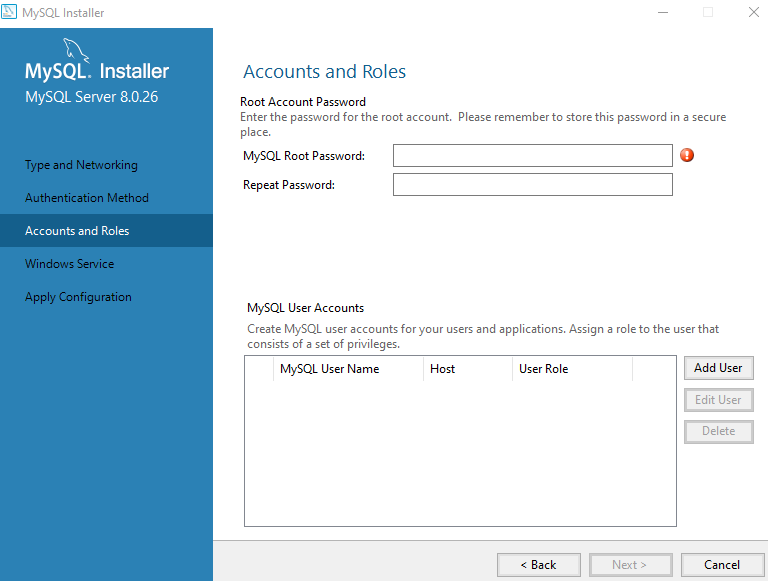 MySQL Installer
MySQL. Installer
MySQL Server 8.0.26
Type and Networking
Authentication Method
Accounts and Roles
Windows Service
Apply Configuration
Accounts and Roles
Root Account Password
Enter the password for the root account.  Please remember to store this password in a secure
place.
MySQL Root Password:
Repeat Password:
MySQL User Accounts
Create MySQL user accounts for your users and applications. Assign a role to the user that
consists of a set of privileges.
MySQL User Name Host User Role
Add User
Edit User
Delete
< Back Next > Cancel